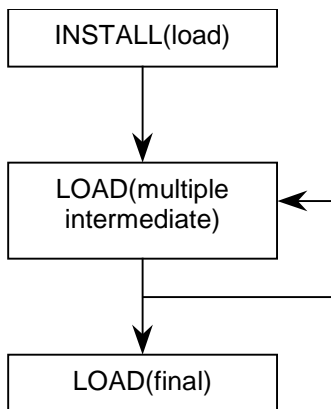 INSTALL(load)
LOAD(multiple
intermediate)
LOAD(final)